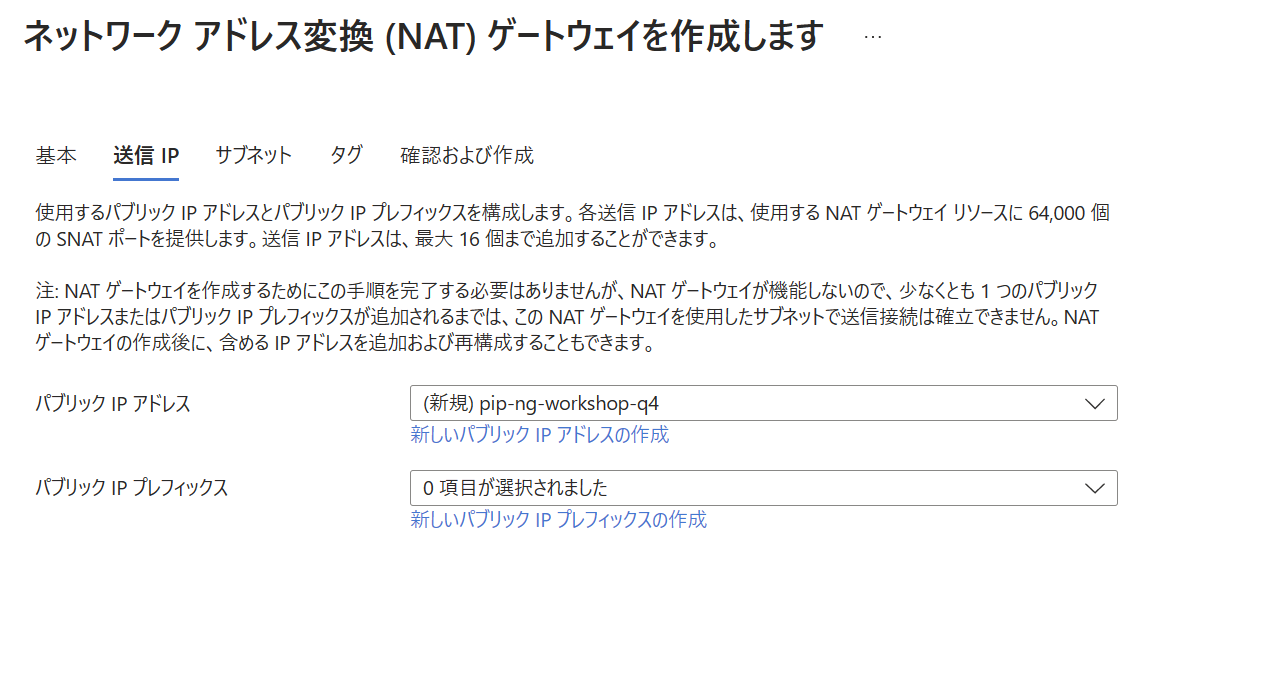 ネットワーク アドレス変換 (NAT) ゲートウェイを作成します …
基本 送信 IP サブネット タグ 確認および作成
使用するパブリック IP アドレスとパブリック IP プレフィックスを構成します。各送信 IP アドレスは、使用する NAT ゲートウェイ リソースに 64,000 個
の SNAT ポートを提供します。送信 IP アドレスは、最大 16 個まで追加することができます。
注: NAT ゲートウェイを作成するためにこの手順を完了する必要はありませんが、NAT ゲートウェイが機能しないので、少なくとも 1 つのパブリック
IP アドレスまたはパブリック IP プレフィックスが追加されるまでは、この NAT ゲートウェイを使用したサブネットで送信接続は確立できません。NAT
ゲートウェイの作成後に、含める IP アドレスを追加および再構成することもできます。
パブリック IP アドレス (新規) pip-ng-workshop-q4
新しいパブリック IP アドレスの作成
パブリック IP プレフィックス 0 項目が選択されました
新しいパブリック IP プレフィックスの作成